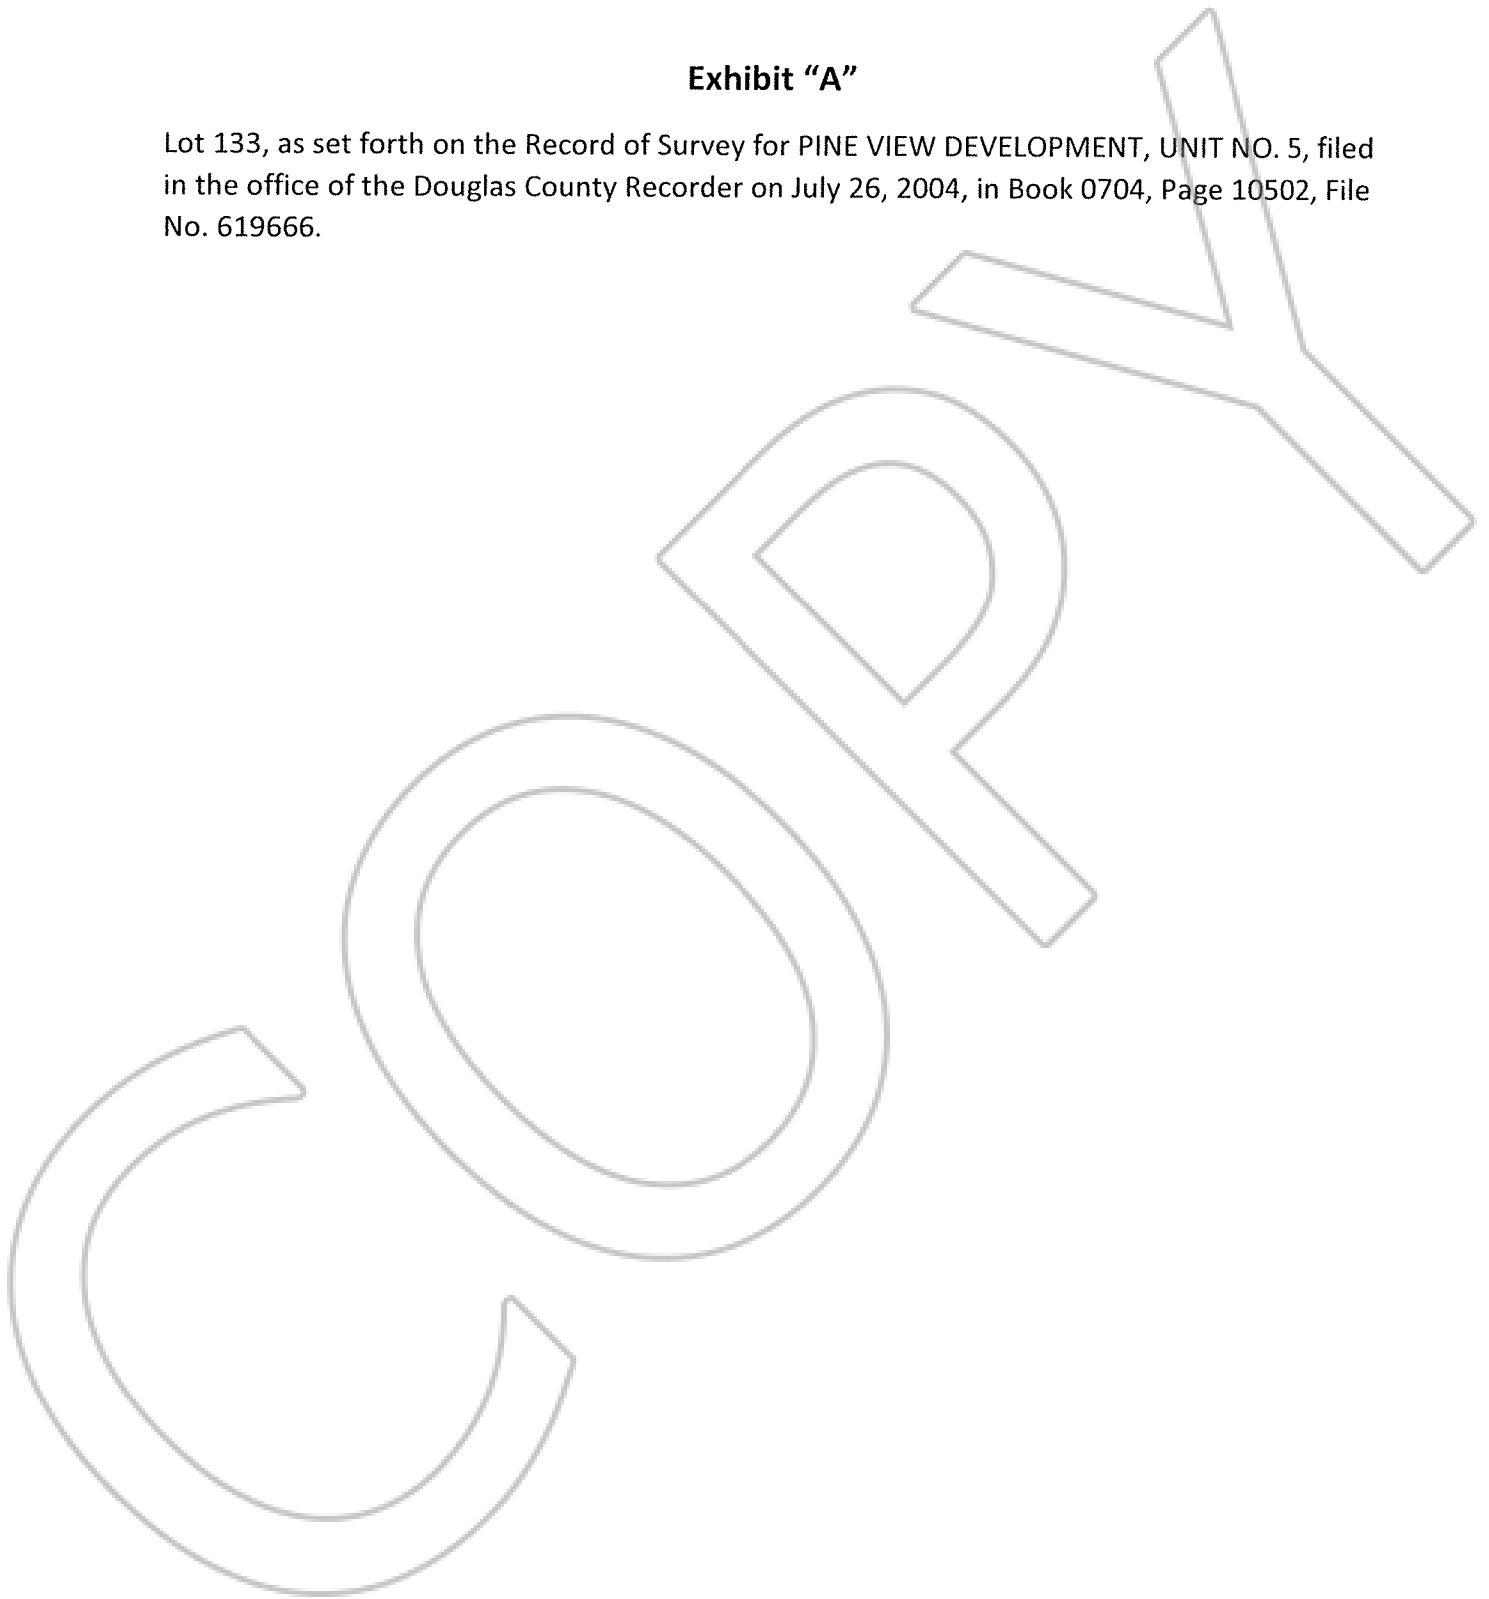 Exhibit “A”
Lot 133, as set forth on the Record of Survey for PINE VIEW DEVELOPMENT, UNIT NO. 5, filed
in the office of the Douglas County Recorder on July 26, 2004, in Book 0704, Page 10502, File
No. 619666.
COPY